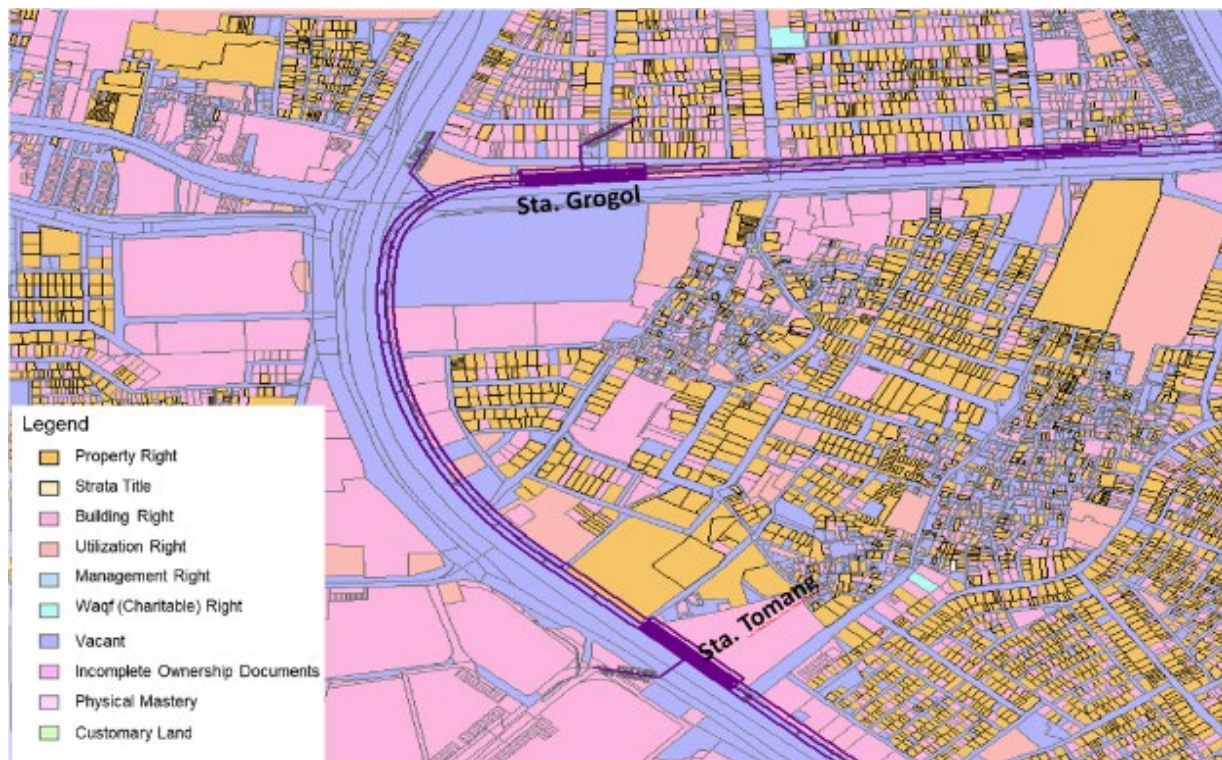 Sta. Grogol
Legend
Property Right
Strata Title
Building Right
Utilization Right
Management Right
Waqf (Charitable) Right
Vacant
Incomplete Ownership Documents
Physical Mastery
Customary Land
Sta. Tomang